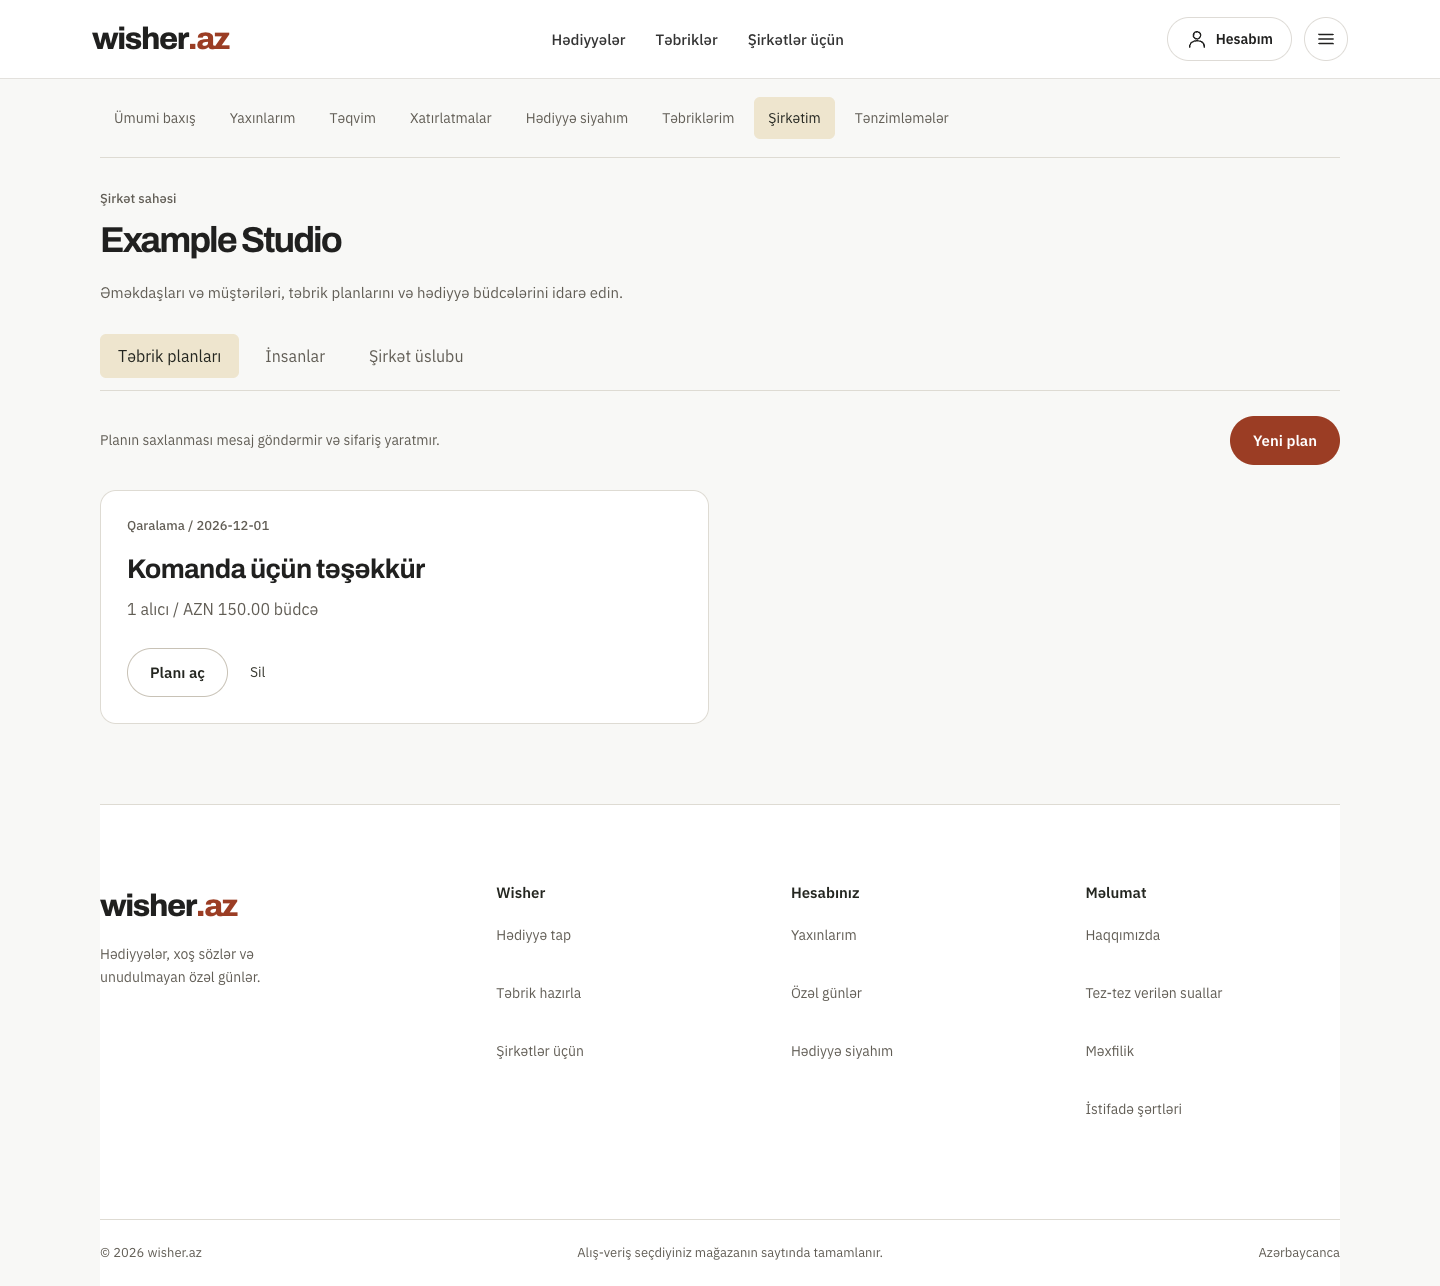 wisher.az
Hədiyyələr Təbriklər Şirkətlər üçün
Hesabım
Ümumi baxış Yaxınlarım Təqvim Xatırlatmalar Hədiyyə siyahım Təbriklərim Şirkətim Tənzimləmələr
Şirkət sahəsi
Example Studio
Əməkdaşları və müştəriləri, təbrik planlarını və hədiyyə büdcələrini idarə edin.
Təbrik planları İnsanlar Şirkət üslubu
Planın saxlanması mesaj göndərmir və sifariş yaratmır.
Yeni plan
Qaralama / 2026-12-01
Komanda üçün təşəkkür
1 alıcı / AZN 150.00 büdcə
Planı aç Sil
wisher.az
Hədiyyələr, xoş sözlər və
unudulmayan özəl günlər.
Wisher
Hədiyyə tap
Təbrik hazırla
Şirkətlər üçün
Hesabınız
Yaxınlarım
Özəl günlər
Hədiyyə siyahım
Məlumat
Haqqımızda
Tez-tez verilən suallar
Məxfilik
İstifadə şərtləri
© 2026 wisher.az
Alış-veriş seçdiyiniz mağazanın saytında tamamlanır.
Azərbaycanca